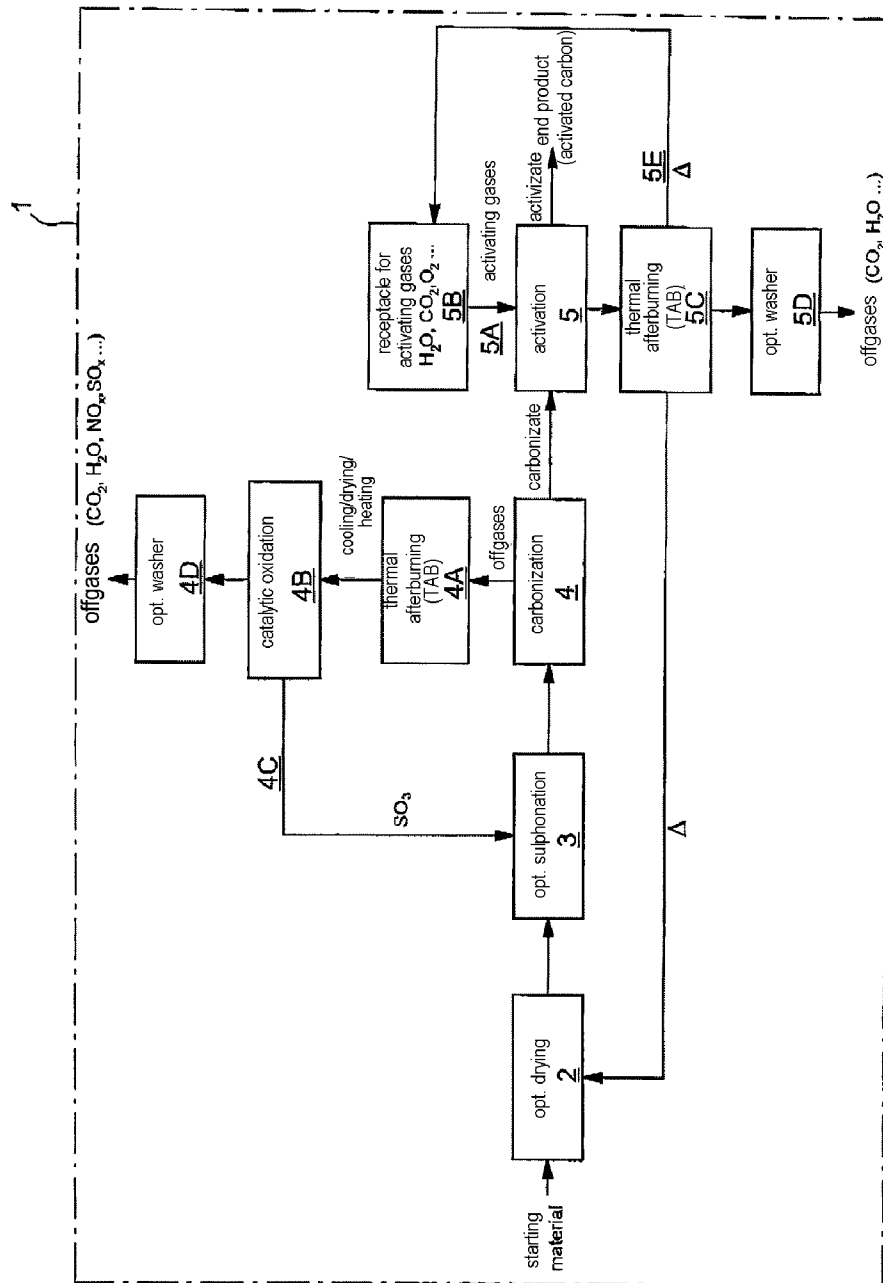 1
offgases (CO2, H2O, NOx, SOx ...)
opt. washer
4D
catalytic oxidation
4B
cooling/drying/
heating
thermal
afterburning
(TAB)
4A
offgases
4C
SO3
starting
material
opt. drying
2
opt. sulphonation
3
carbonization
4
carbonizate
receptacle for
activating gases
H2O, CO2,O2 ...
5B
5A
activating gases
activation
5
activizate
end product
(activated carbon)
thermal
afterburning
(TAB)
5C
5E
Δ
Δ
opt. washer
5D
offgases (CO2, H2O ...)